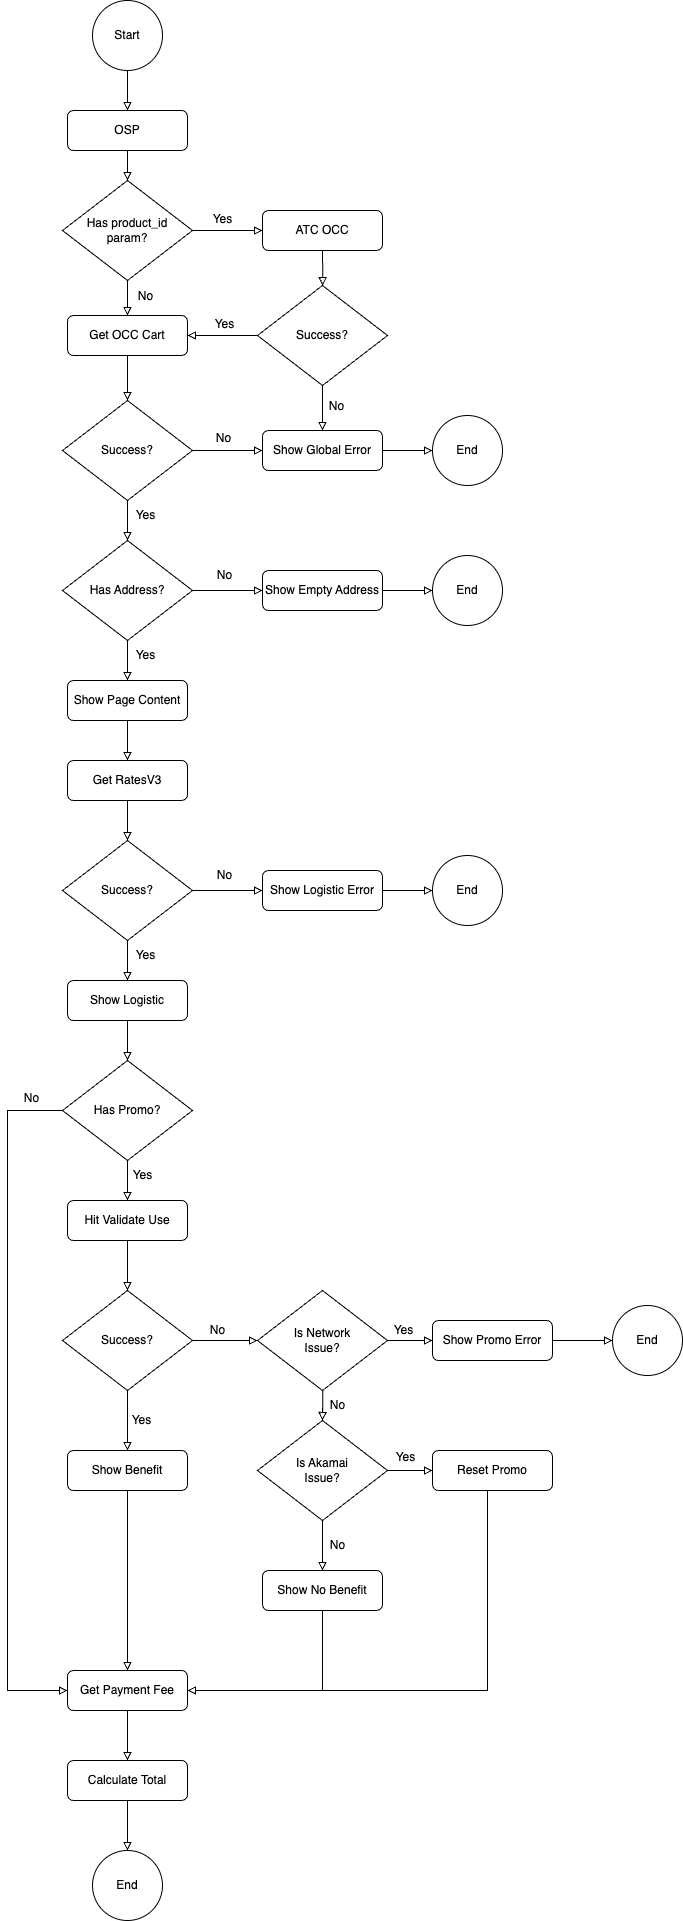 Start
OSP
Has product_id
param?
Yes
ATC OCC
No
Get OCC Cart
Yes
Success?
No
Success?
No
Show Global Error
End
Yes
Has Address?
No
Show Empty Address
End
Yes
Show Page Content
Get RatesV3
Success?
No
Show Logistic Error
End
Yes
Show Logistic
No
Has Promo?
Yes
Hit Validate Use
Success?
No
Is Network
Issue?
Yes
Show Promo Error
End
No
Yes
Show Benefit
Is Akamai
Issue?
Yes
Reset Promo
No
Show No Benefit
Get Payment Fee
Calculate Total
End